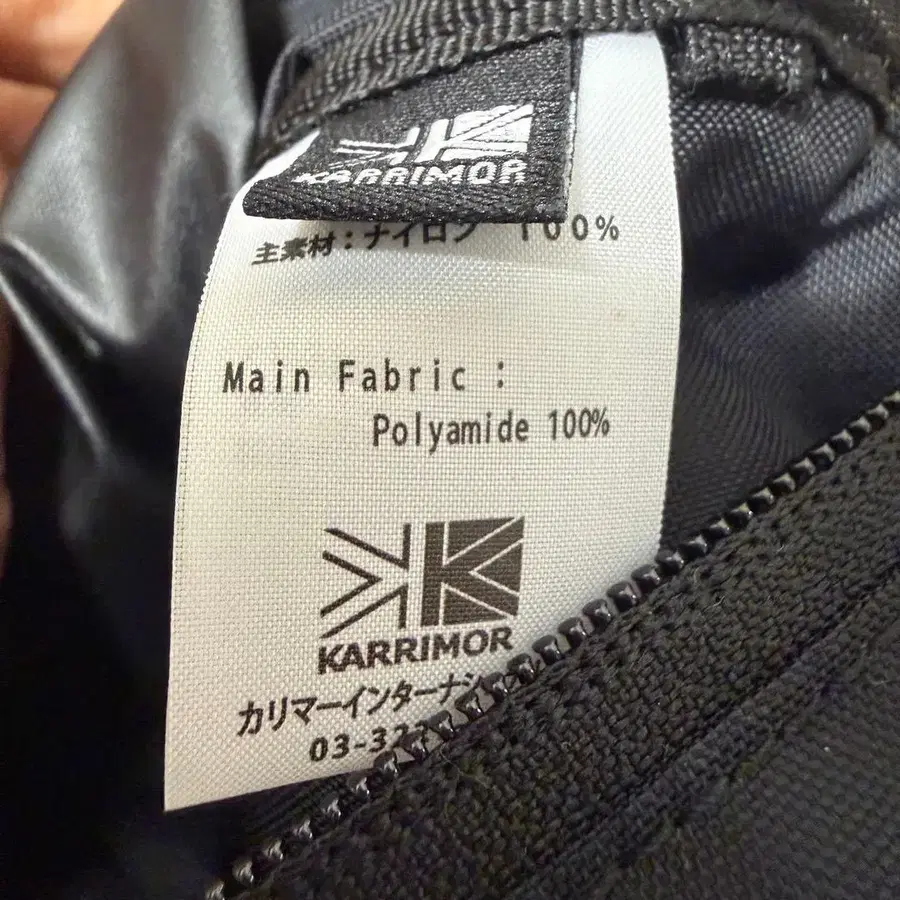 KARRIMOR
主素材：ナイロン 100%
Main Fabric :
Polyamide 100%
KARRIMOR
カリマーインターナシ
03-32